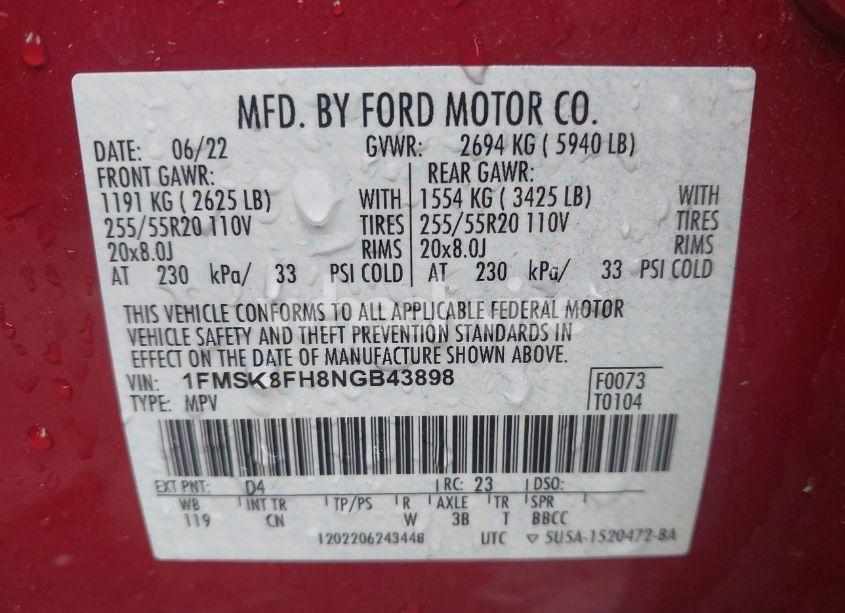 MFD. BY FORD MOTOR CO.
DATE: 06/22 GVWR: 2694 KG ( 5940 LB)
FRONT GAWR: REAR GAWR:
1191 KG ( 2625 LB) WITH 1554 KG ( 3425 LB) WITH
255/55R20 110V TIRES 255/55R20 110V TIRES
20x8.0J RIMS 20x8.0J RIMS
AT 230 kPa/ 33 PSI COLD AT 230 kPa/ 33 PSI COLD
THIS VEHICLE CONFORMS TO ALL APPLICABLE FEDERAL MOTOR
VEHICLE SAFETY AND THEFT PREVENTION STANDARDS IN
EFFECT ON THE DATE OF MANUFACTURE SHOWN ABOVE.
VIN: 1FMSK8FH8NGB43898 F0073
TYPE: MPV T0104
EXT PNT: D4 RC: 23 DSO:
WB INT TR TP/PS R AXLE TR SPR
119 CN W 3B T BBCC
1202206243448 UTC ▽ 5U5A-1520472-BA